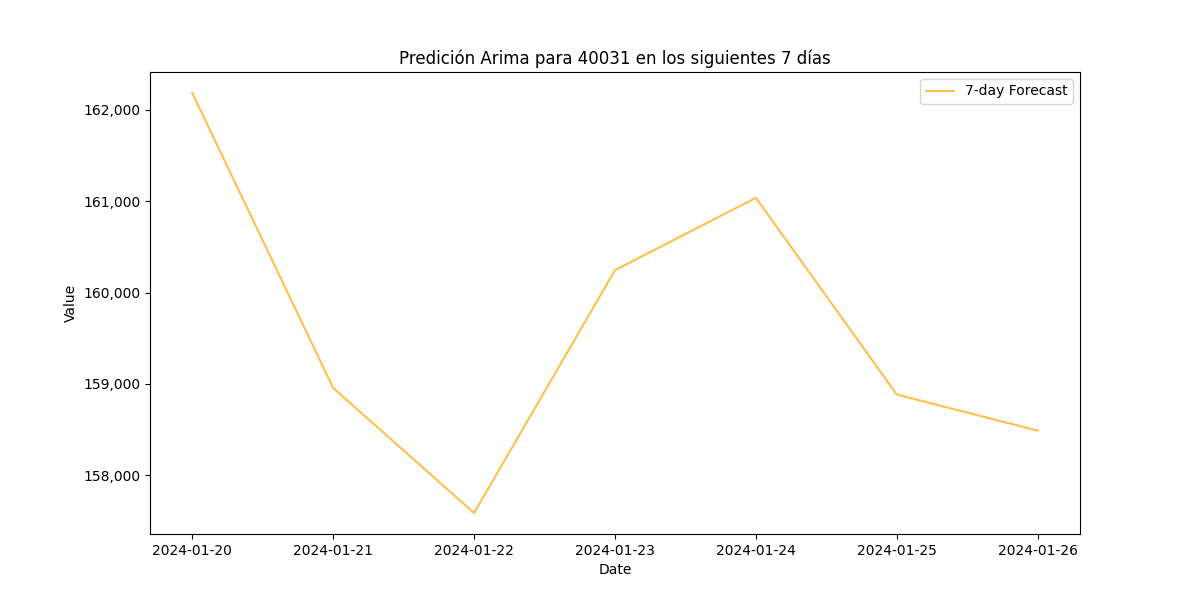 Predición Arima para 40031 en los siguientes 7 días
7-day Forecast
162,000
161,000
160,000
159,000
158,000
Value
2024-01-20 2024-01-21 2024-01-22 2024-01-23 2024-01-24 2024-01-25 2024-01-26
Date